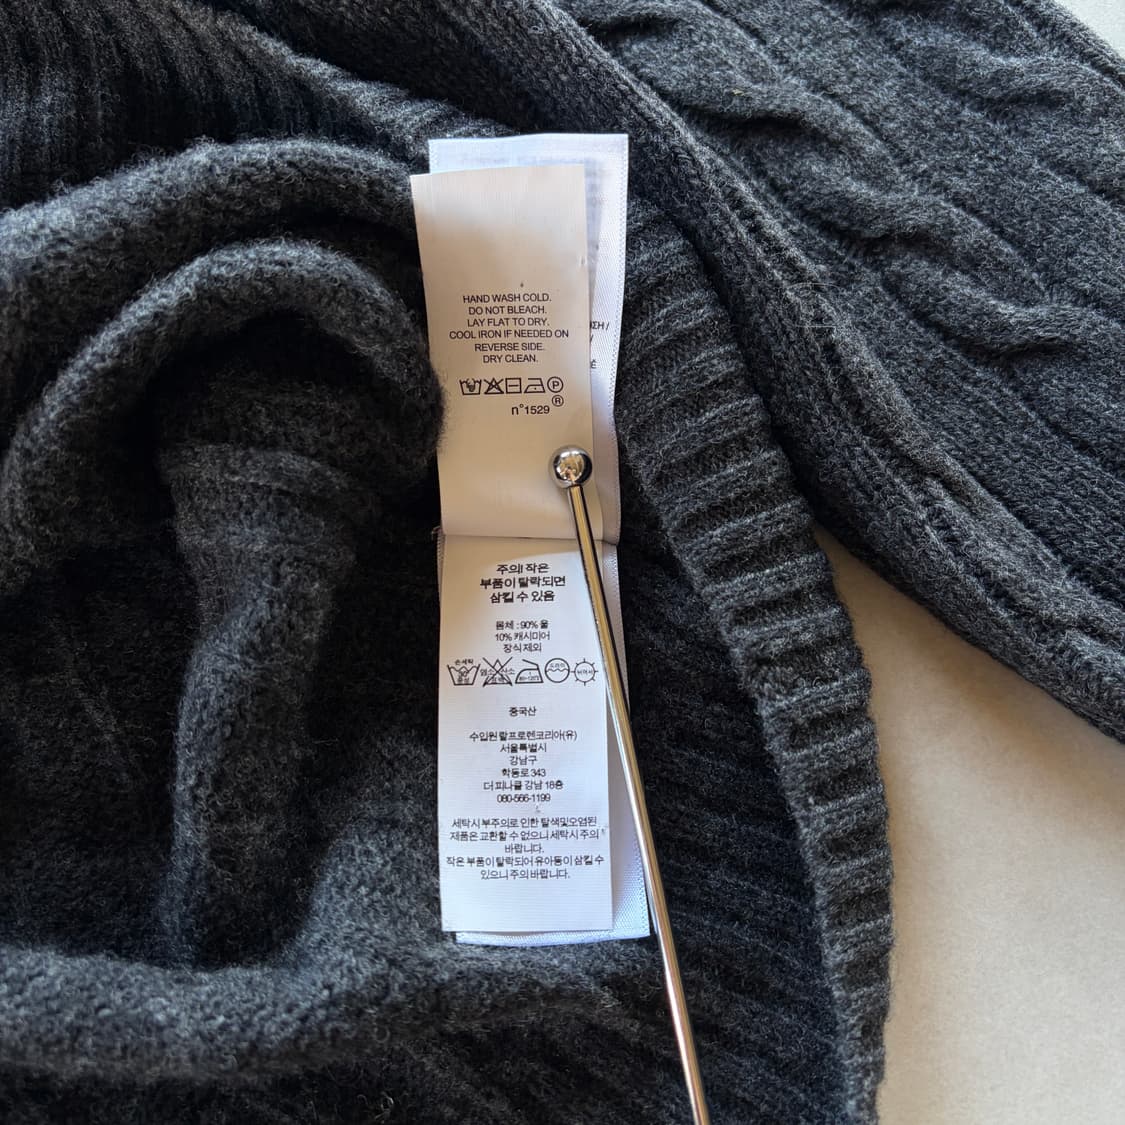 HAND WASH COLD.
DO NOT BLEACH.
LAY FLAT TO DRY.
COOL IRON IF NEEDED ON
REVERSE SIDE.
DRY CLEAN.
P
®
n°1529
주의! 작은
부품이 탈락되면
삼킬 수 있음
몸체 : 90% 울
10% 캐시미어
장식 제외
손세탁
중국산
수입원 랄프로렌코리아(유)
서울특별시
강남구
학동로 343
더 피나클 강남 18층
080-566-1199
세탁시 부주의로 인한 탈색및오염된
제품은 교환할 수 없으니 세탁시 주의
바랍니다.
작은 부품이 탈락되어 유아동이 삼킬 수
있으니 주의 바랍니다.